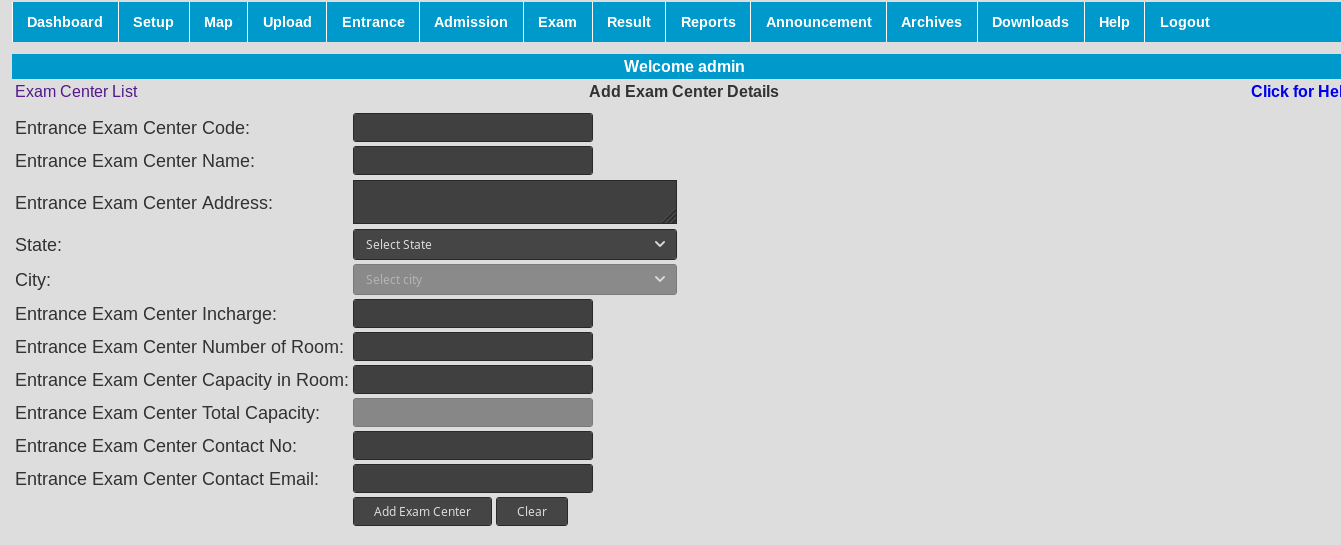 Dashboard Setup Map Upload Entrance Admission Exam Result Reports Announcement Archives Downloads Help Logout
Welcome admin
Exam Center List Add Exam Center Details Click for Hel
Entrance Exam Center Code:
Entrance Exam Center Name:
Entrance Exam Center Address:
State: Select State
City: Select city
Entrance Exam Center Incharge:
Entrance Exam Center Number of Room:
Entrance Exam Center Capacity in Room:
Entrance Exam Center Total Capacity:
Entrance Exam Center Contact No:
Entrance Exam Center Contact Email:
Add Exam Center Clear